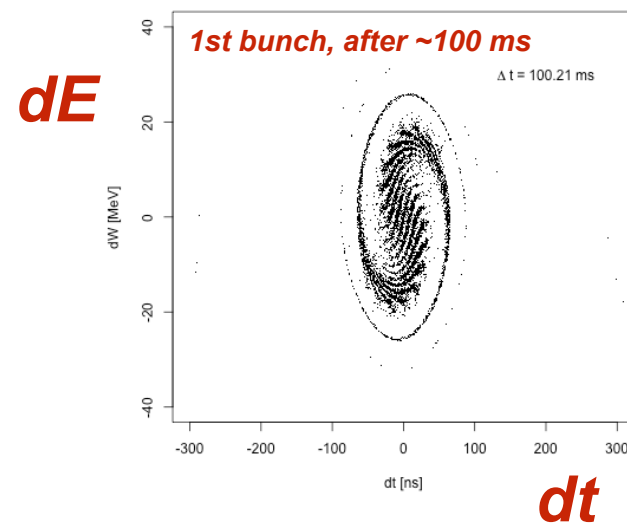 1st bunch, after ~100 ms
Δ t = 100.21 ms
dE
dW [MeV]
40
20
0
-20
-40
-300 -200 -100 0 100 200 300
dt [ns]
dt